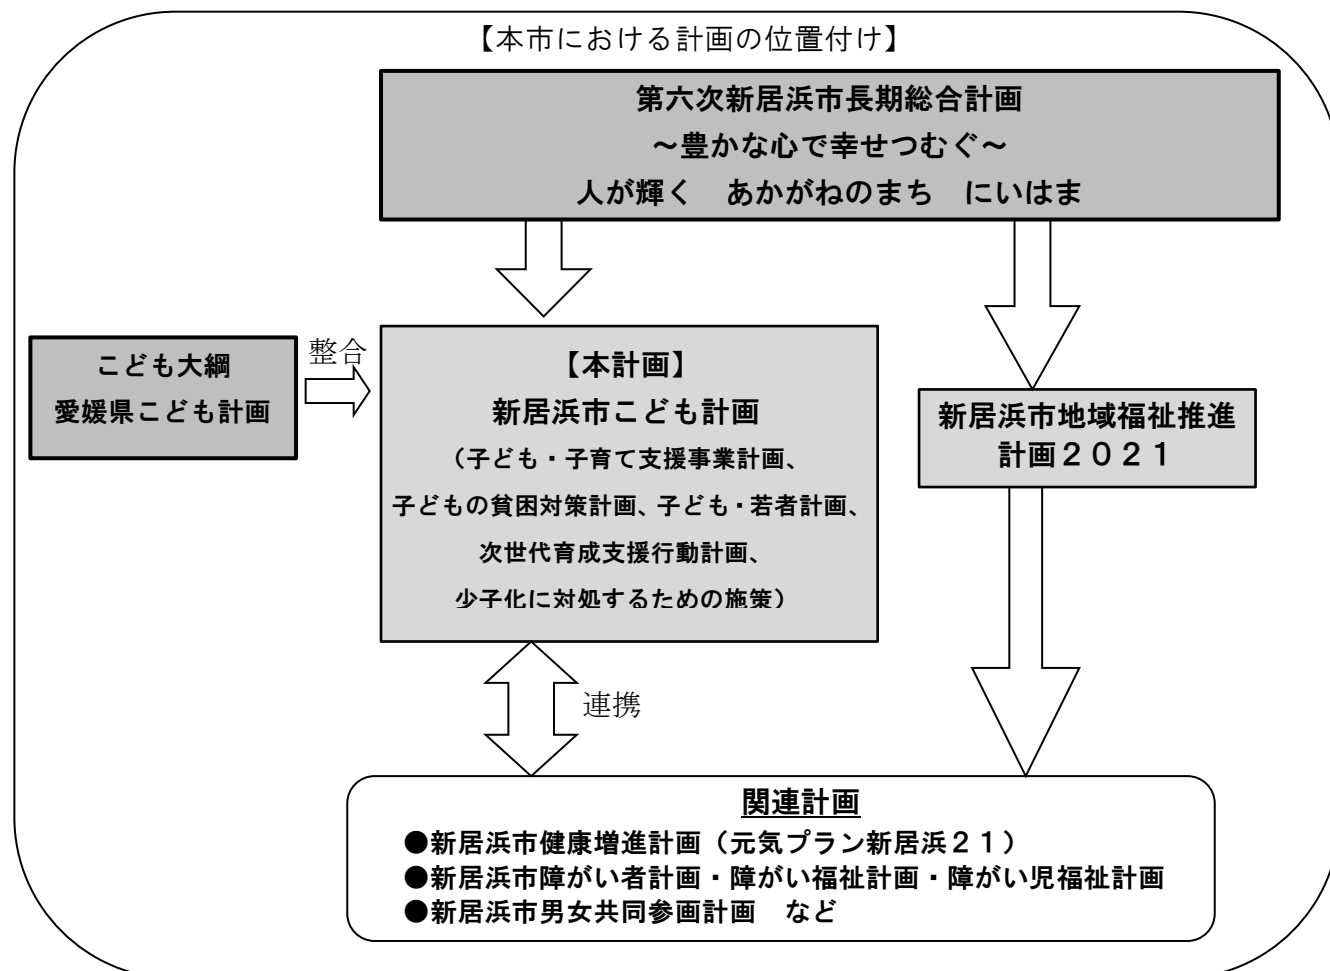 【本市における計画の位置付け】
第六次新居浜市長期総合計画
～豊かな心で幸せつむぐ～
人が輝く　あかがねのまち　にいはま
こども大綱
愛媛県こども計画
整合
【本計画】
新居浜市こども計画
（子ども・子育て支援事業計画、
子どもの貧困対策計画、子ども・若者計画、
次世代育成支援行動計画、
少子化に対処するための施策）
新居浜市地域福祉推進
計画２０２１
連携
関連計画
●新居浜市健康増進計画（元気プラン新居浜２１）
●新居浜市障がい者計画・障がい福祉計画・障がい児福祉計画
●新居浜市男女共同参画計画　など